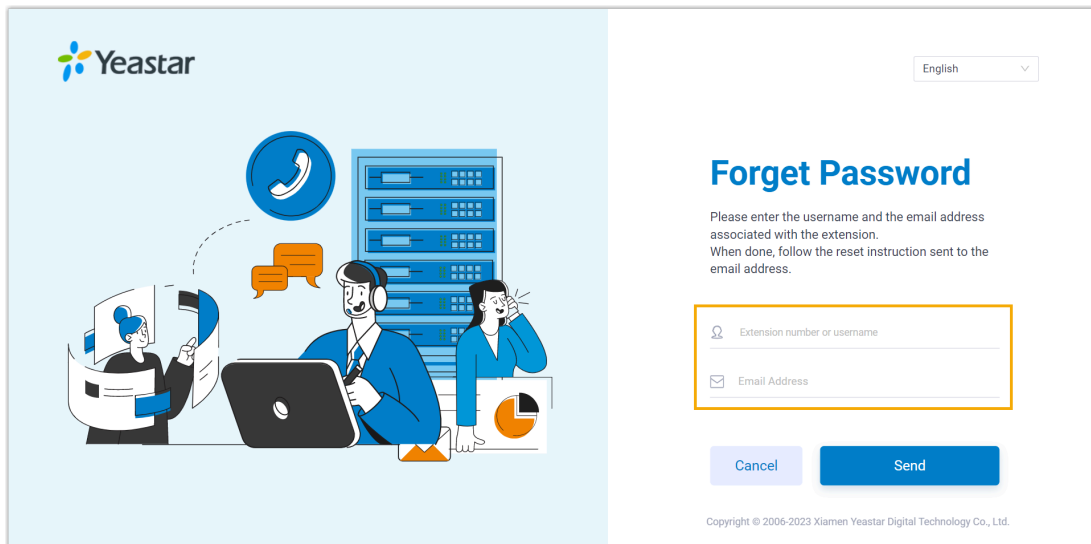 Yeastar
English
Forget Password
Please enter the username and the email address
associated with the extension.
When done, follow the reset instruction sent to the
email address.
Extension number or username
Email Address
Cancel
Send
Copyright © 2006-2023 Xiamen Yeastar Digital Technology Co., Ltd.